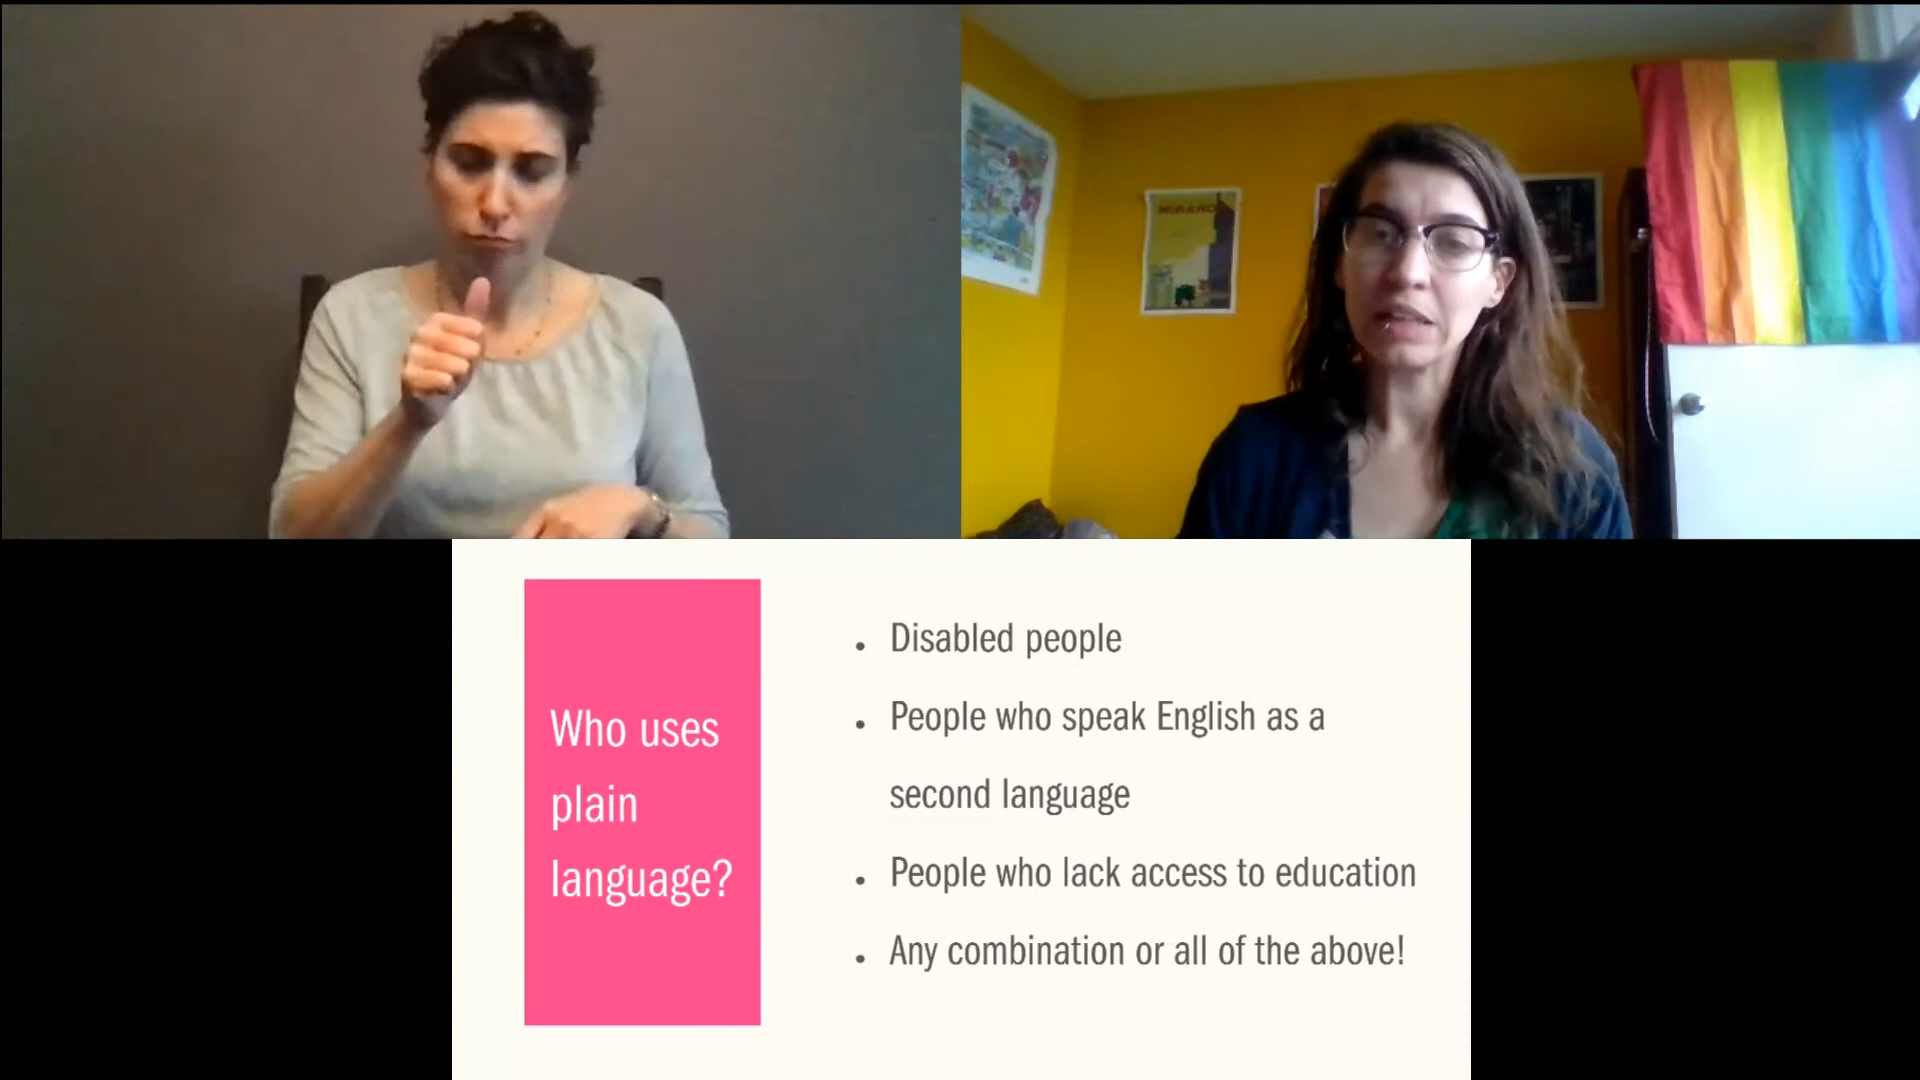 MIRANO
Who uses
plain
language?
• Disabled people
• People who speak English as a
second language
• People who lack access to education
• Any combination or all of the above!